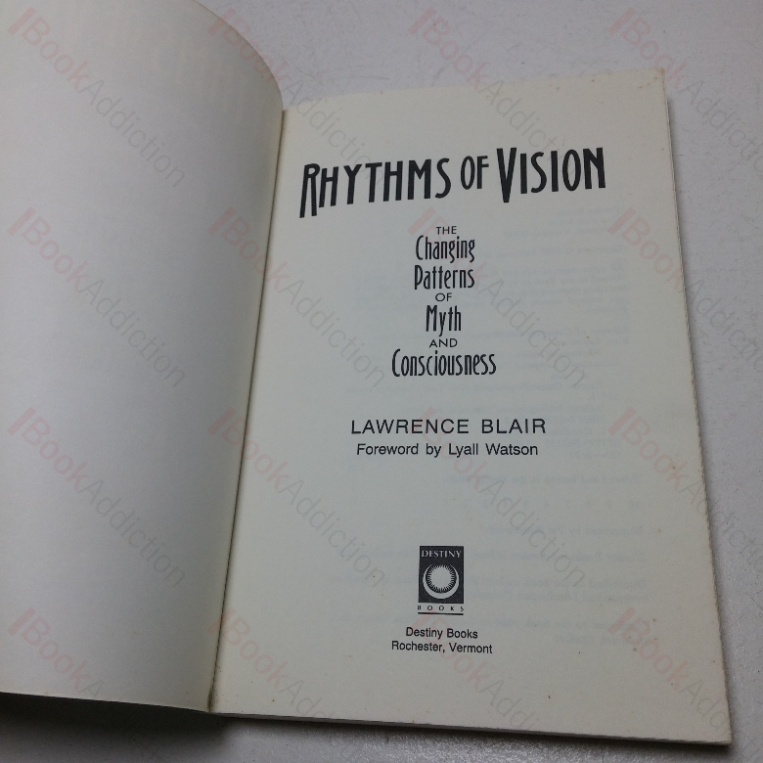 RHYTHMS OF VISION
THE
Changing
Patterns
OF
Myth
AND
Consciousness
LAWRENCE BLAIR
Foreword by Lyall Watson
DESTINY
BOOKS
Destiny Books
Rochester, Vermont
BookAddiction